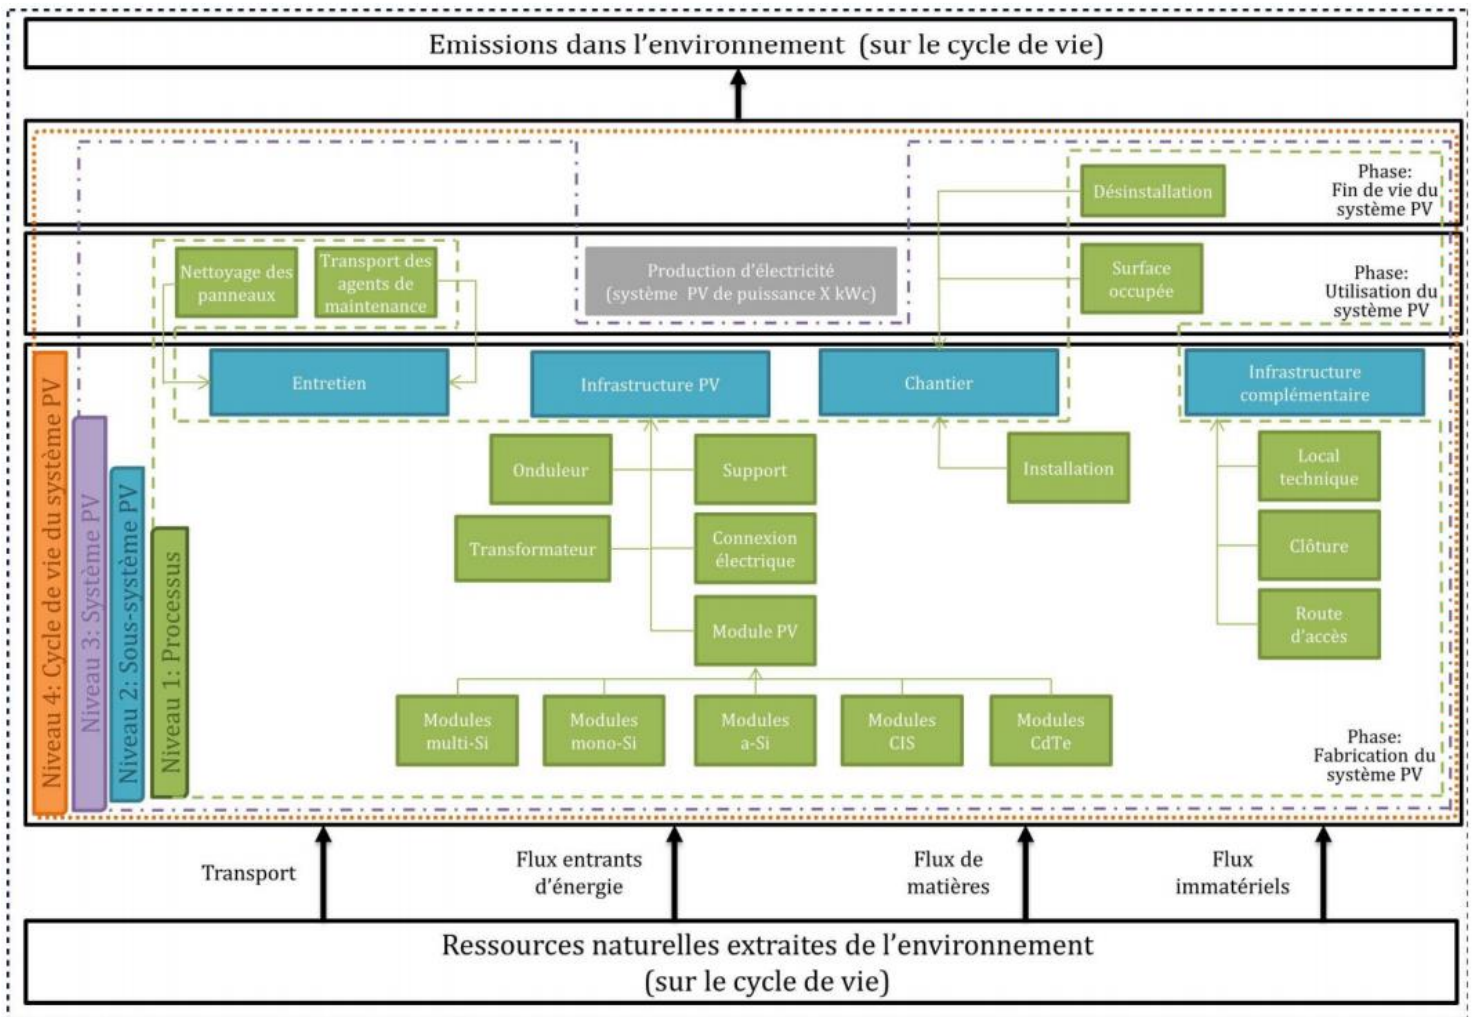 Emissions dans l'environnement (sur le cycle de vie)
Désinstallation
Phase:
Fin de vie du
système PV
Nettoyage des
panneaux
Transport des
agents de
maintenance
Production d'électricité
(système PV de puissance X kWc)
Surface
occupée
Phase:
Utilisation du
système PV
Entretien
Infrastructure PV
Chantier
Infrastructure
complémentaire
Niveau 4: Cycle de vie du système PV
Niveau 3: Système PV
Niveau 2: Sous-système PV
Niveau 1: Processus
Onduleur
Support
Installation
Local
technique
Transformateur
Connexion
électrique
Clôture
Module PV
Route
d'accès
Modules
multi-Si
Modules
mono-Si
Modules
a-Si
Modules
CIS
Modules
CdTe
Phase:
Fabrication du
système PV
Transport
Flux entrants
d'énergie
Flux de
matières
Flux
immatériels
Ressources naturelles extraites de l'environnement
(sur le cycle de vie)